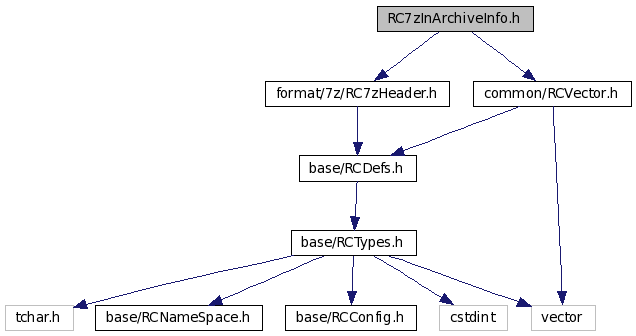 RC7zInArchiveInfo.h
format/7z/RC7zHeader.h
common/RCVector.h
base/RCDefs.h
base/RCTypes.h
tchar.h
base/RCNameSpace.h
base/RCConfig.h
cstdint
vector